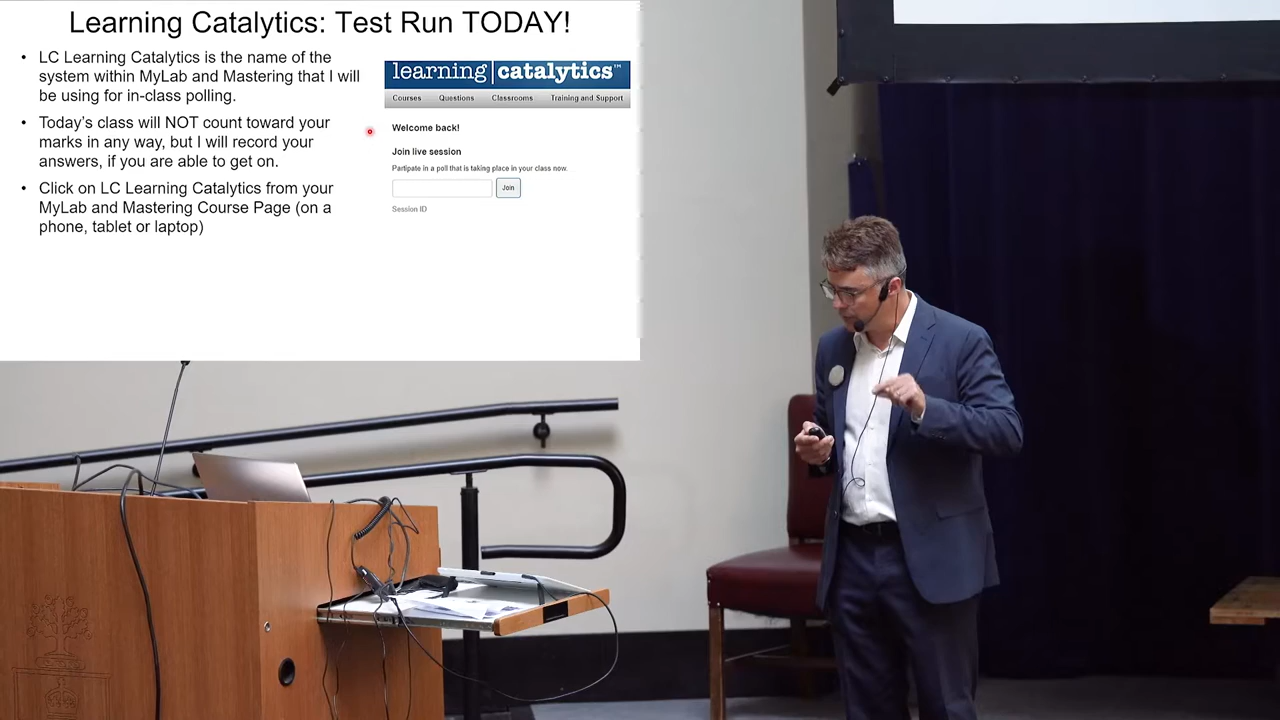 Learning Catalytics: Test Run TODAY!
• LC Learning Catalytics is the name of the
system within MyLab and Mastering that I will
be using for in-class polling.
• Today's class will NOT count toward your
marks in any way, but I will record your
answers, if you are able to get on.
• Click on LC Learning Catalytics from your
MyLab and Mastering Course Page (on a
phone, tablet or laptop)
learning|catalytics™
Courses Questions Classrooms Training and Support
Welcome back!
Join live session
Partipate in a poll that is taking place in your class now.
Join
Session ID